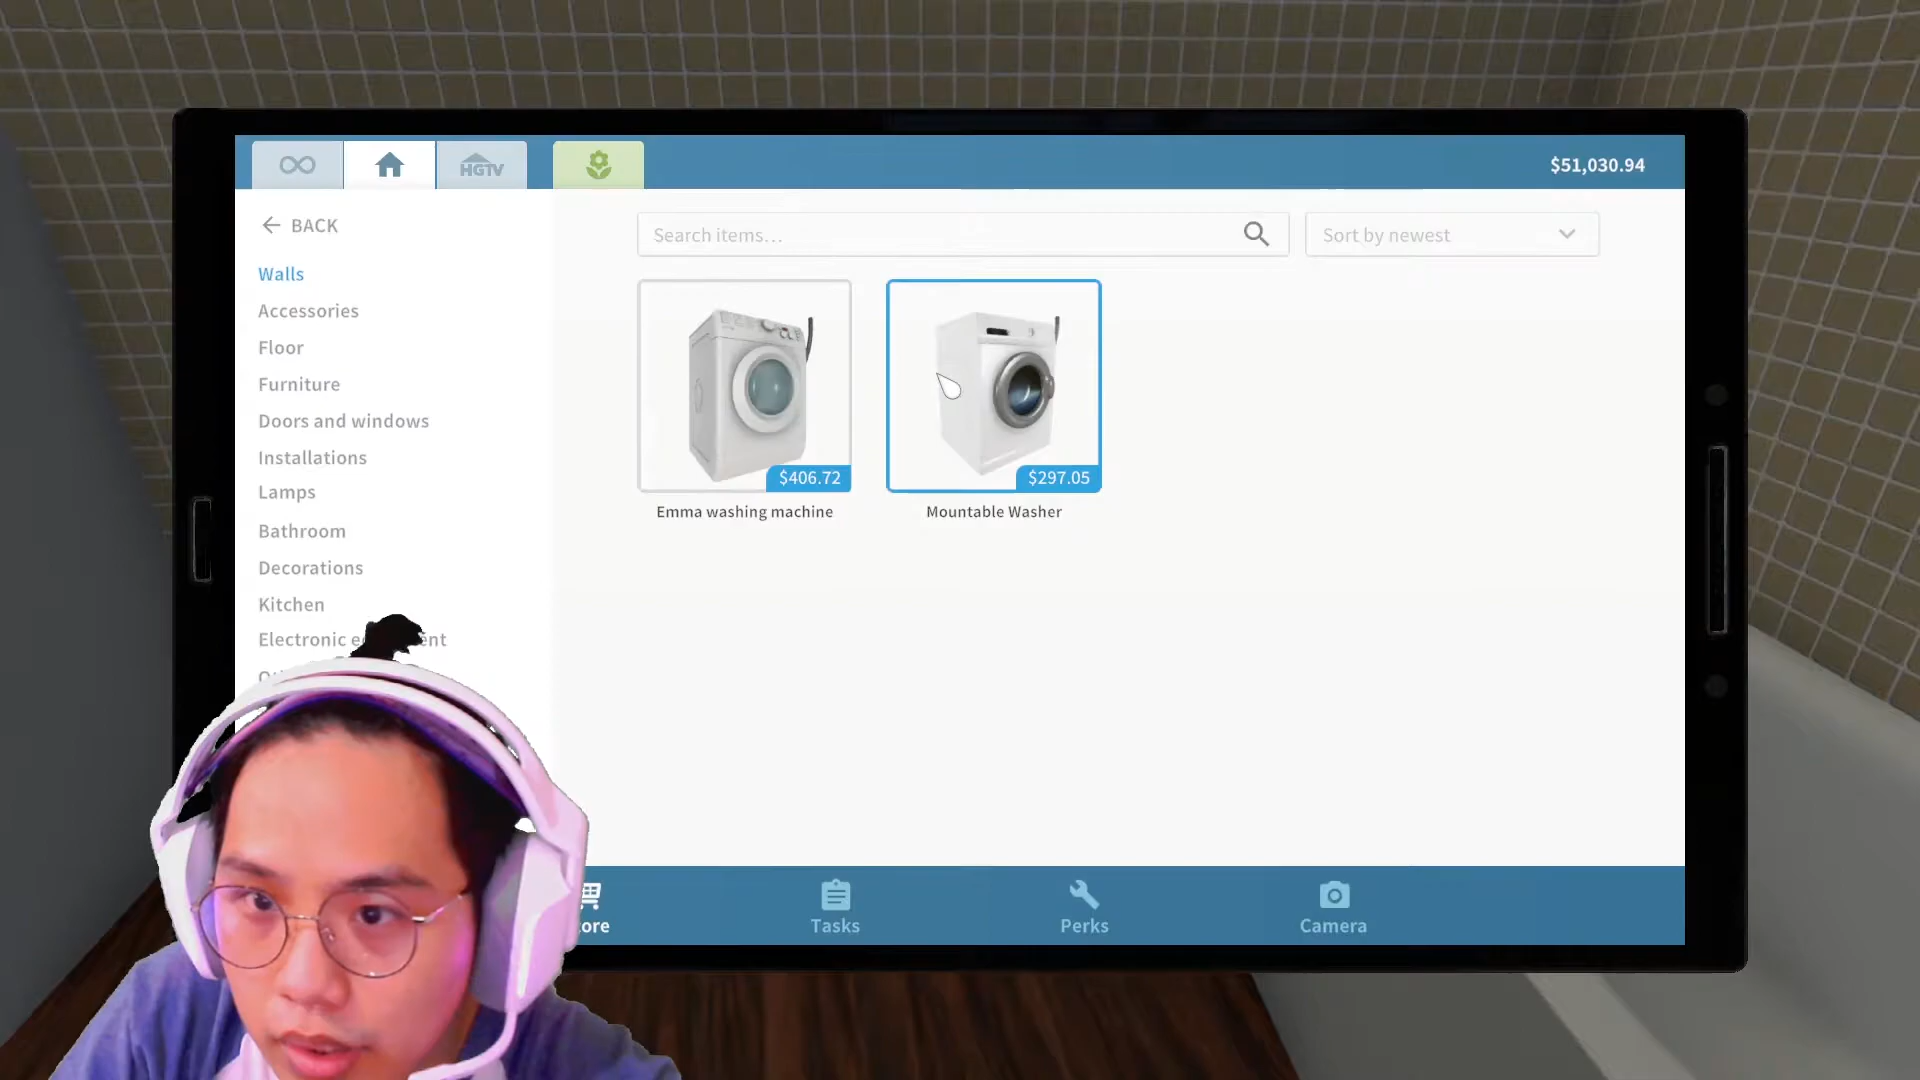 HGTV
$51,030.94
BACK
Search items...
Sort by newest
Walls
Accessories
Floor
Furniture
Doors and windows
Installations
Lamps
Bathroom
Decorations
Kitchen
Electronic
$406.72
$297.05
Emma washing machine
Mountable Washer
Tasks
Perks
Camera